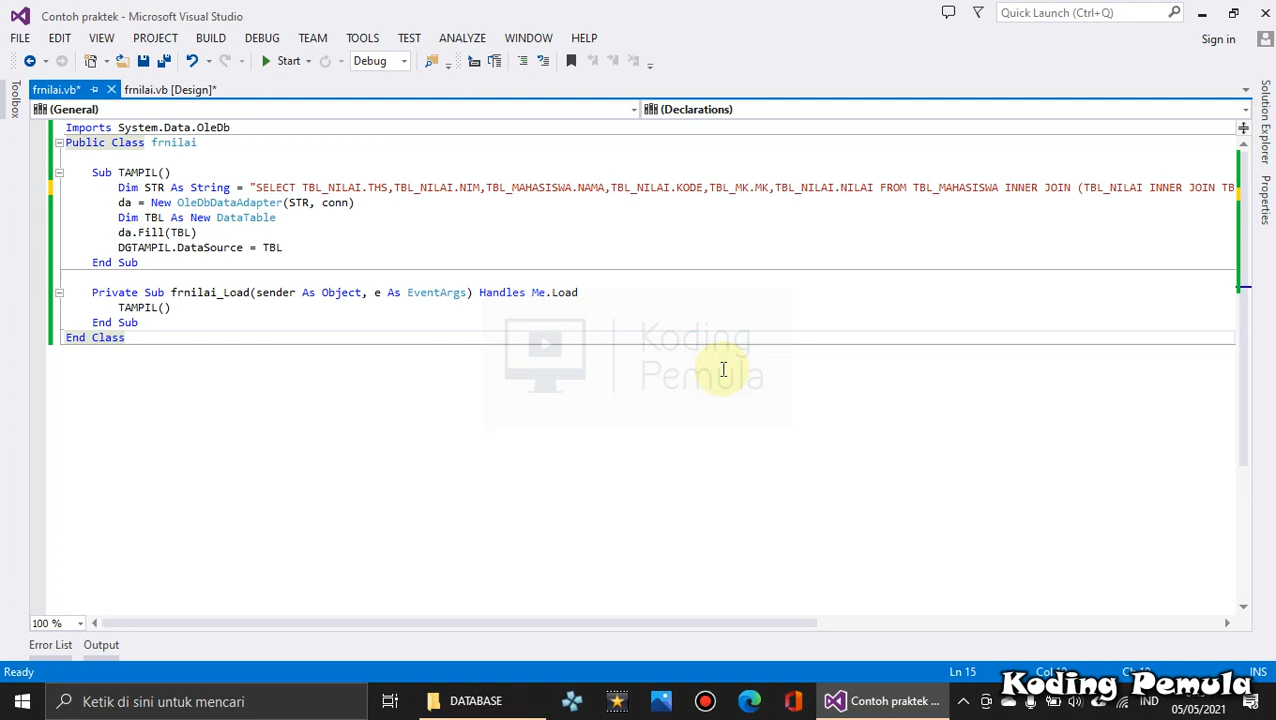 Contoh praktek - Microsoft Visual Studio
Quick Launch (Ctrl+Q)
FILE EDIT VIEW PROJECT BUILD DEBUG TEAM TOOLS TEST ANALYZE WINDOW HELP
Sign in
Start Debug
frnilai.vb* frnilai.vb [Design]*
Toolbox
(General) (Declarations)
Imports System.Data.OleDb
Public Class frnilai
Sub TAMPIL()
Dim STR As String = "SELECT TBL_NILAI.THS,TBL_NILAI.NIM,TBL_MAHASISWA.NAMA,TBL_NILAI.KODE,TBL_MK.MK,TBL_NILAI.NILAI FROM TBL_MAHASISWA INNER JOIN (TBL_NILAI INNER JOIN TB
da = New OleDbDataAdapter(STR, conn)
Dim TBL As New DataTable
da.Fill(TBL)
DGTAMPIL.DataSource = TBL
End Sub
Private Sub frnilai_Load(sender As Object, e As EventArgs) Handles Me.Load
TAMPIL()
End Sub
End Class
Koding
Pemula
Solution Explorer
Properties
100 %
Error List Output
Ready Ln 15 INS
Koding Pemula
Ketik di sini untuk mencari
DATABASE
Contoh praktek ...
IND
05/05/2021